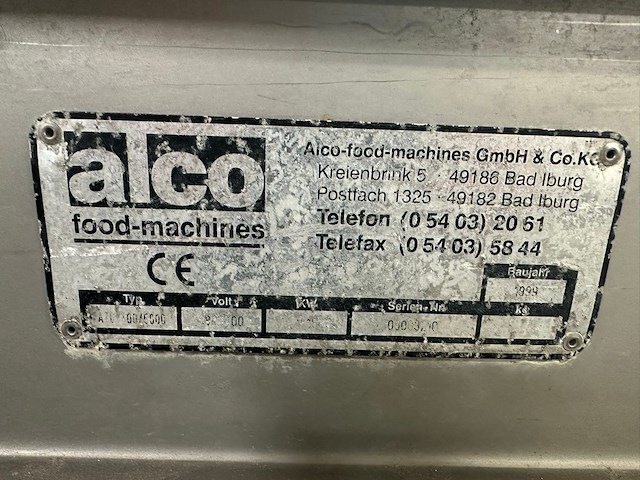 alco
food-machines
Alco-food-machines GmbH & Co.KG
Kreienbrink 5 · 49186 Bad Iburg
Postfach 1325 · 49182 Bad Iburg
Telefon (0 54 03) 20 61
Telefax (0 54 03) 58 44
CE
Baujahr
1999
Typ Volt KW Serien-Nr. kg